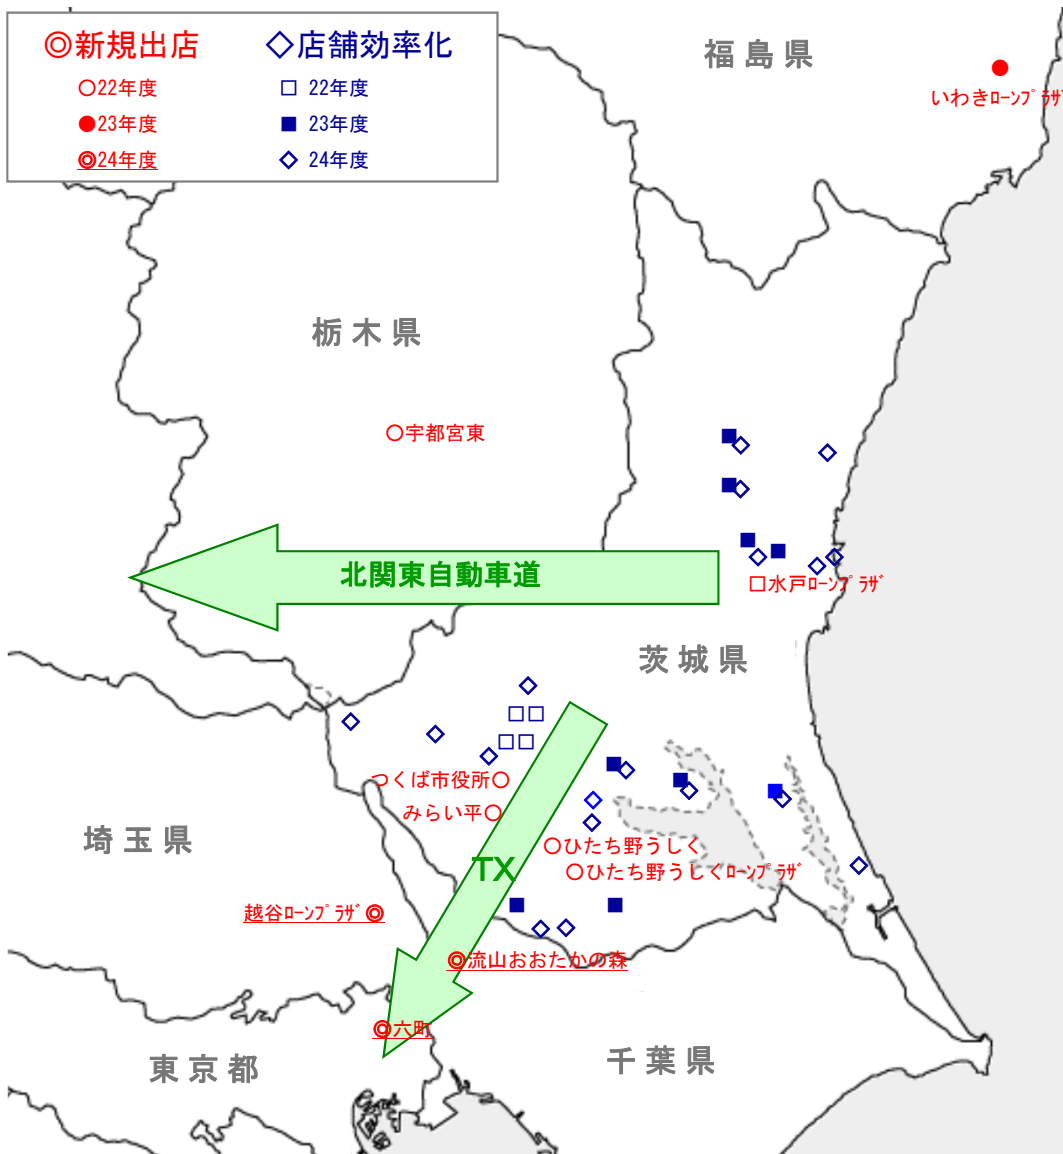 ◎新規出店 ◇店舗効率化
○22年度 □ 22年度
●23年度 ■ 23年度
◎24年度 ◇ 24年度
福島県
いわきﾛｰﾝﾌﾟﾗｻﾞ
栃木県
○宇都宮東
北関東自動車道
□水戸ﾛｰﾝﾌﾟﾗｻﾞ
茨城県
つくば市役所○
みらい平○
埼玉県
○ひたち野うしく
○ひたち野うしくﾛｰﾝﾌﾟﾗｻﾞ
TX
越谷ﾛｰﾝﾌﾟﾗｻﾞ◎
◎流山おおたかの森
◎六町
東京都
千葉県